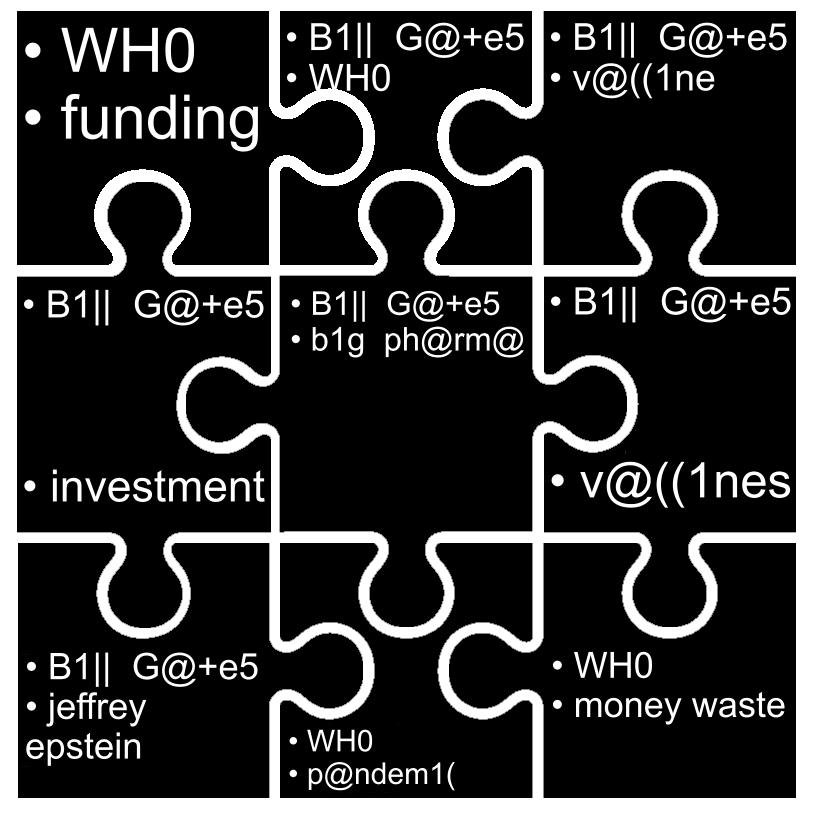 • WH0
• funding
• B1|| G@+e5
• WH0
• B1|| G@+e5
• v@((1ne
• B1|| G@+e5
• investment
• B1|| G@+e5
• b1g ph@rm@
• B1|| G@+e5
• v@((1nes
• B1|| G@+e5
• jeffrey
epstein
• WH0
• p@ndem1(
• WH0
• money waste